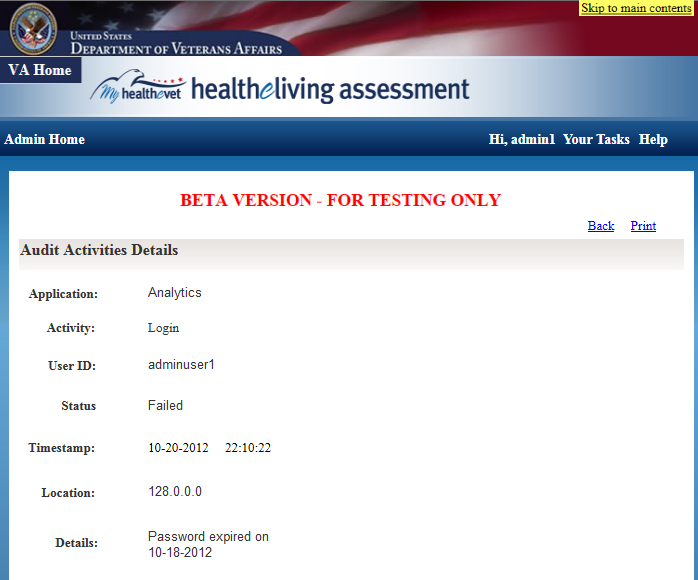 Skip to main contents
UNITED STATES
DEPARTMENT OF VETERANS AFFAIRS
VA Home
My healthevet healtheliving assessment
Admin Home Hi, admin1 Your Tasks Help
BETA VERSION - FOR TESTING ONLY
Back Print
Audit Activities Details
Application: Analytics
Activity: Login
User ID: adminuser1
Status Failed
Timestamp: 10-20-2012 22:10:22
Location: 128.0.0.0
Details: Password expired on
10-18-2012